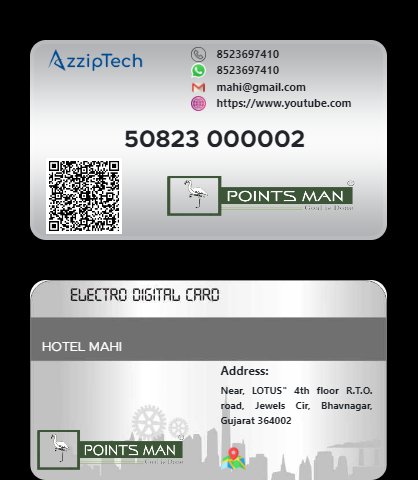 AzzipTech
8523697410
8523697410
mahi@gmail.com
https://www.youtube.com
50823 000002
POINTS MAN
Goal is Done
ELECTRO DIGITAL CARD
HOTEL MAHI
Address:
Near, LOTUS" 4th floor R.T.O.
road, Jewels Cir, Bhavnagar,
Gujarat 364002
POINTS MAN
Goal is Done